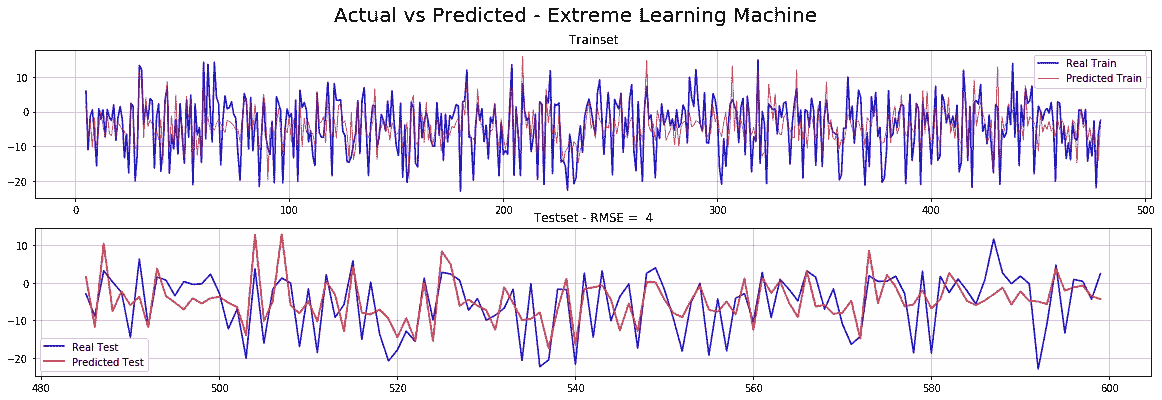 Actual vs Predicted - Extreme Learning Machine
Trainset
Real Train
Predicted Train
10
0
−10
−20
0 100 200 300 400 500
Testset - RMSE = 4
10
0
−10
−20
Real Test
Predicted Test
480 500 520 540 560 580 600